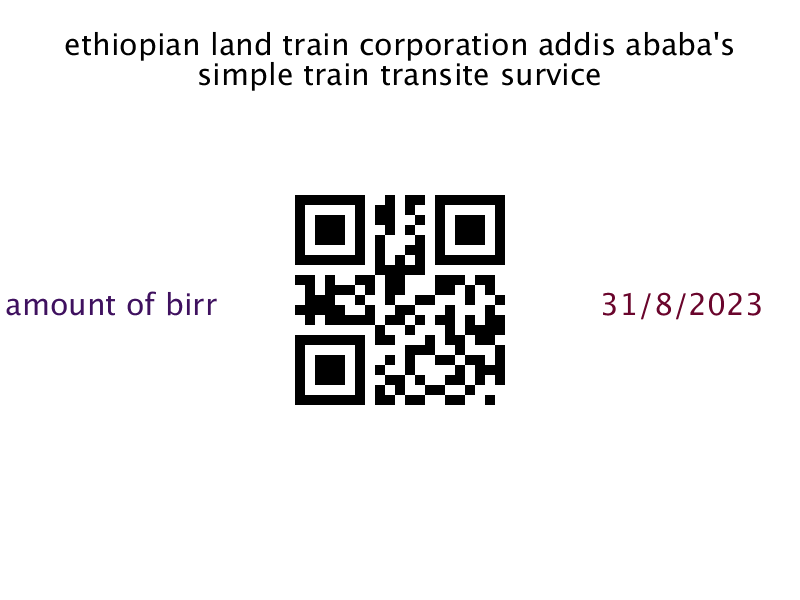 ethiopian land train corporation addis ababa's
simple train transite survice
amount of birr
31/8/2023